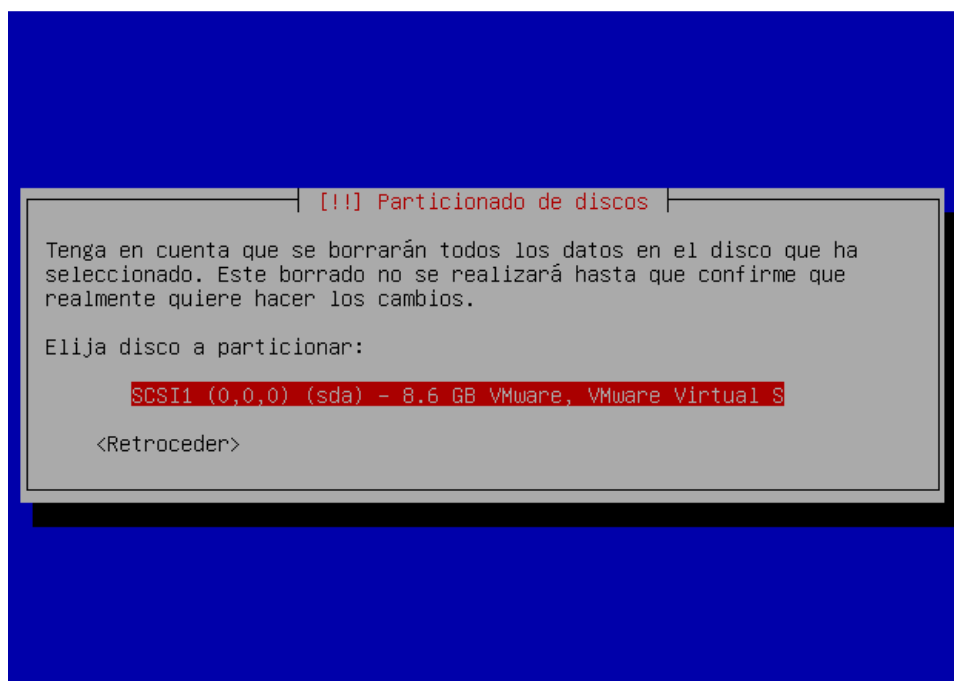 [!!] Particionado de discos
Tenga en cuenta que se borrarán todos los datos en el disco que ha
seleccionado. Este borrado no se realizará hasta que confirme que
realmente quiere hacer los cambios.
Elija disco a particionar:
SCSI1 (0,0,0) (sda) – 8.6 GB VMware, VMware Virtual S
<Retroceder>